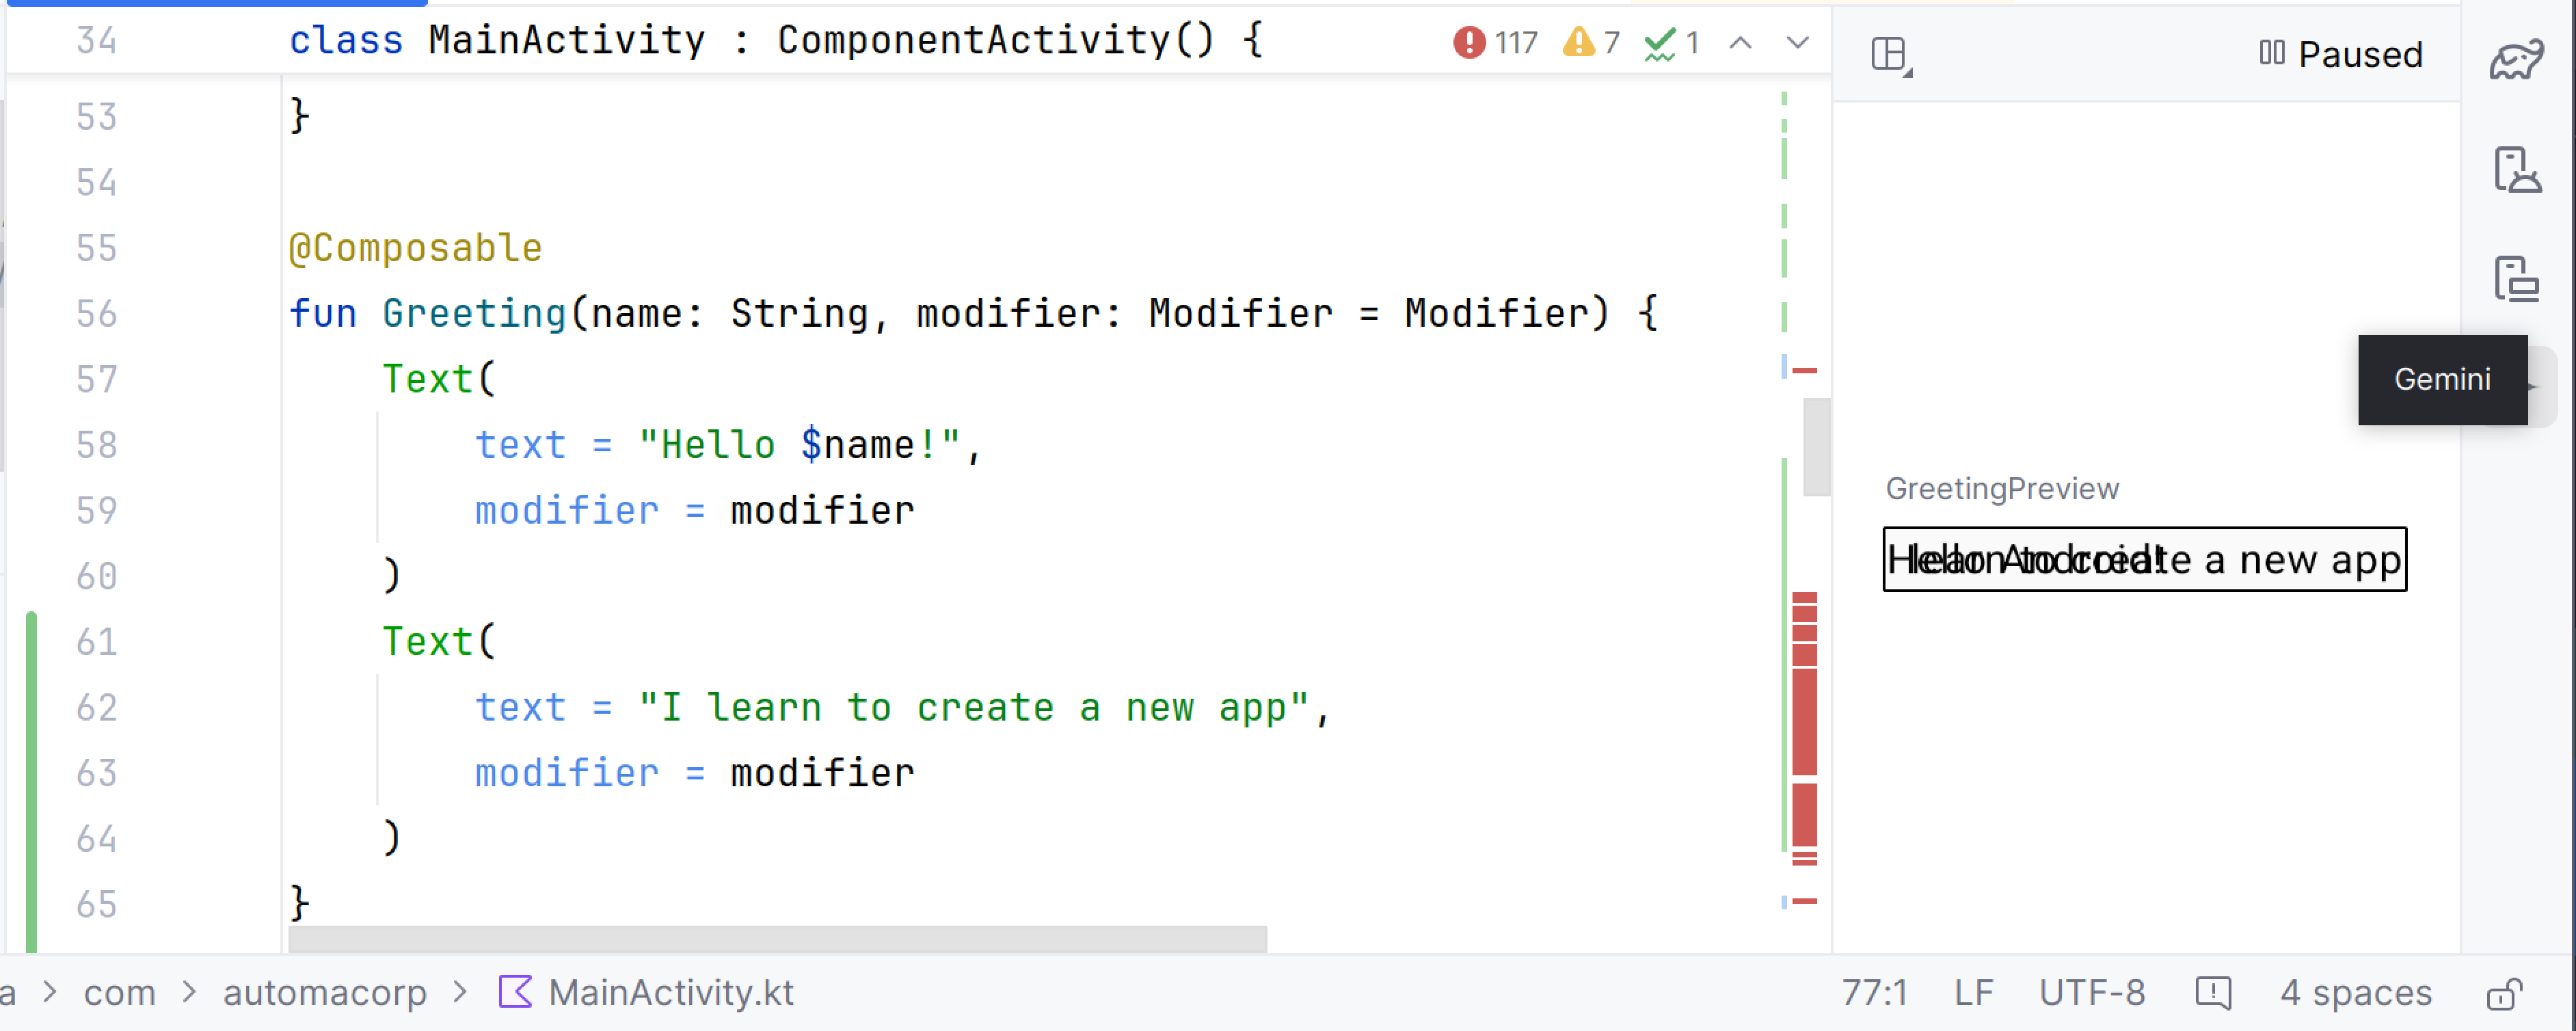 34 class MainActivity : ComponentActivity() {
117 7 1
Paused
53 }
54
55 @Composable
56 fun Greeting(name: String, modifier: Modifier = Modifier) {
57 Text(
58 text = "Hello $name!",
59 modifier = modifier
60 )
61 Text(
62 text = "I learn to create a new app",
63 modifier = modifier
64 )
65 }
Gemini
GreetingPreview
Hello Android!
I learn to create a new app
a > com > automacorp > MainActivity.kt
77:1 LF UTF-8 4 spaces